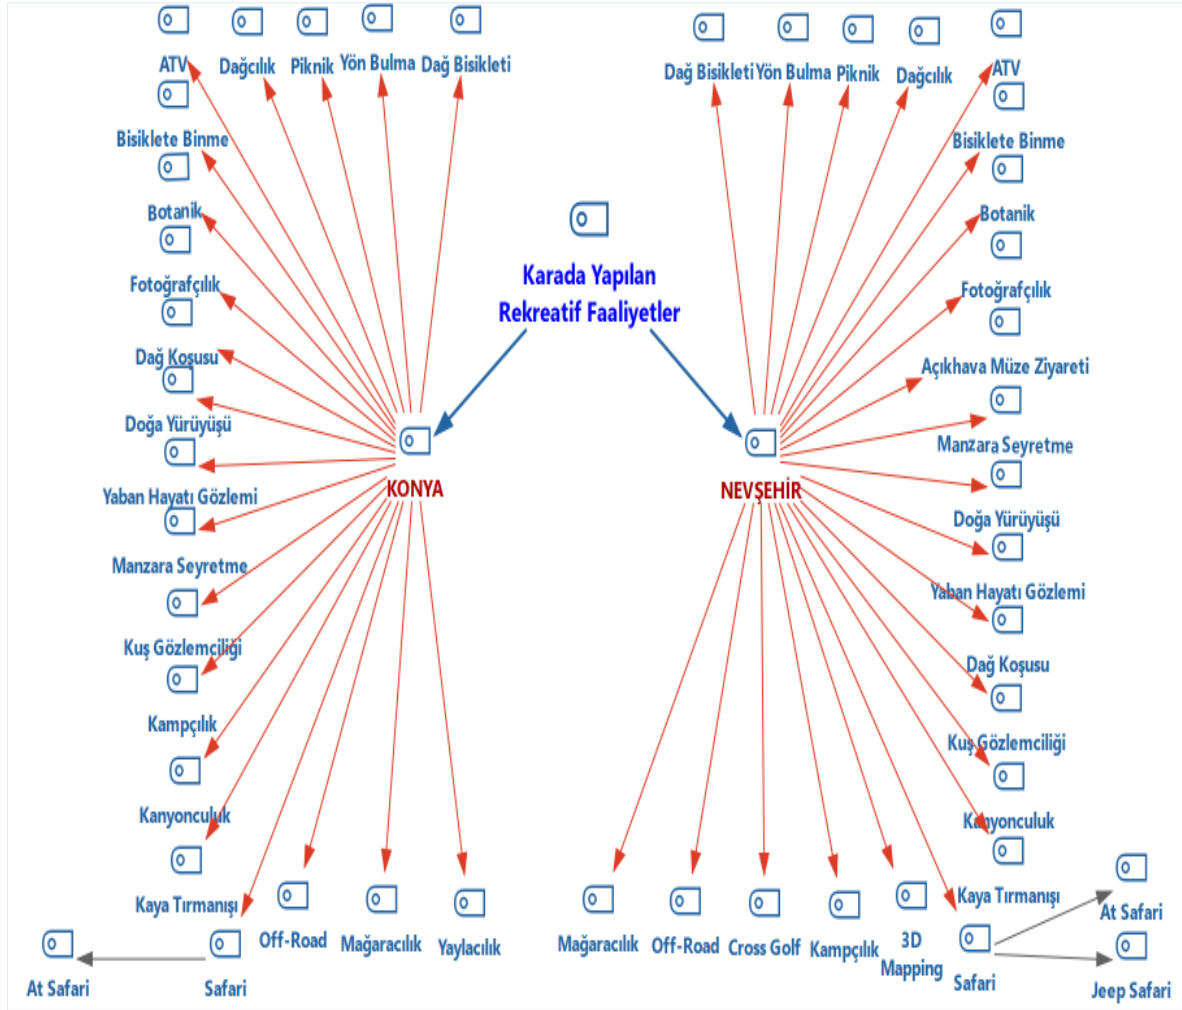 ATV
Dağcılık
Piknik
Yön Bulma
Dağ Bisikleti
Dağ Bisikleti
Yön Bulma
Piknik
Dağcılık
ATV
Bisiklete Binme
Botanik
Fotoğrafçılık
Dağ Koşusu
Doğa Yürüyüşü
Yaban Hayatı Gözlemi
Manzara Seyretme
Kuş Gözlemciliği
Kampçılık
Kanyonculuk
Kaya Tırmanışı
Karada Yapılan
Rekreatif Faaliyetler
KONYA
NEVŞEHİR
Bisiklete Binme
Botanik
Fotoğrafçılık
Açıkhava Müze Ziyareti
Manzara Seyretme
Doğa Yürüyüşü
Yaban Hayatı Gözlemi
Dağ Koşusu
Kuş Gözlemciliği
Kanyonculuk
Kaya Tırmanışı
At Safari
Safari
Off-Road
Mağaracılık
Yaylacılık
Mağaracılık
Off-Road
Cross Golf
Kampçılık
3D
Mapping
Safari
At Safari
Jeep Safari